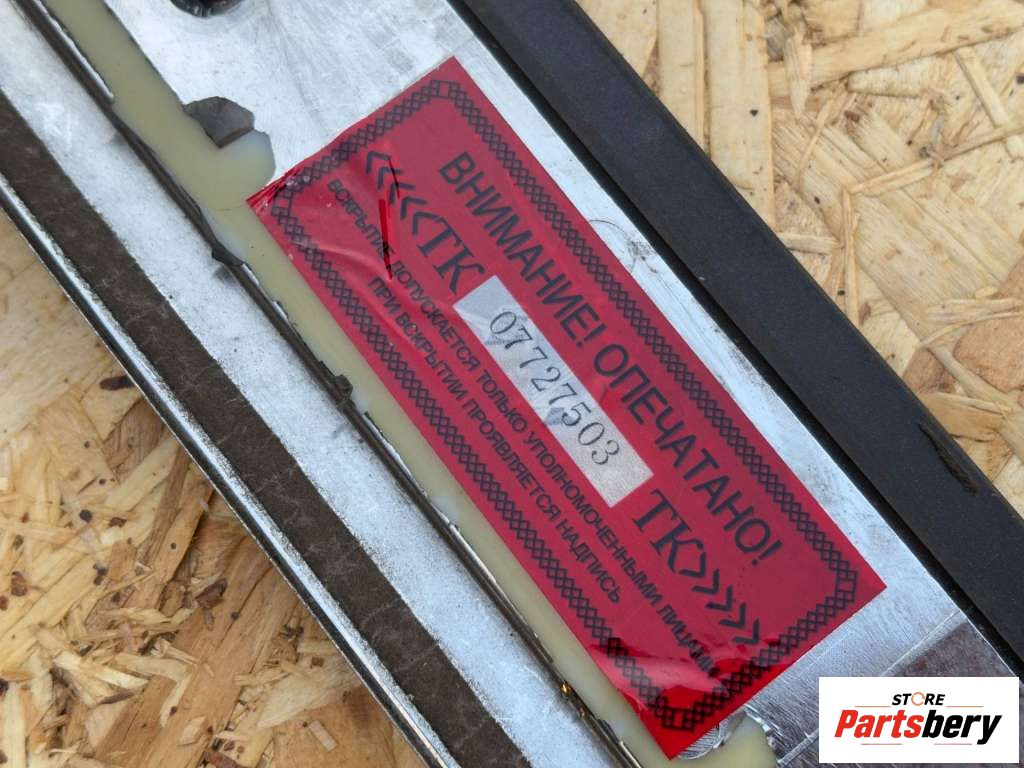 ВНИМАНИЕ! ОПЕЧАТАНО!
<<<<ТК 07727503 ТК>>>>
ВСКРЫТИЕ ДОПУСКАЕТСЯ ТОЛЬКО УПОЛНОМОЧЕННЫМИ ЛИЦАМИ
ПРИ ВСКРЫТИИ ПРОЯВЛЯЕТСЯ НАДПИСЬ
STORE
Partsbery